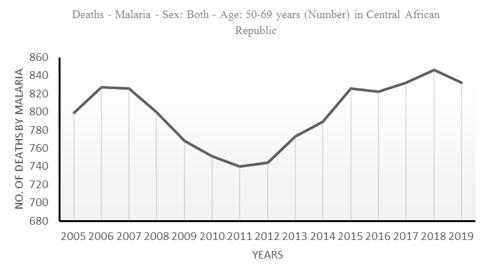 Deaths - Malaria - Sex: Both - Age: 50-69 years (Number) in Central African
Republic
860
840
820
800
780
760
740
720
700
680
NO. OF DEATHS BY MALARIA
2005 2006 2007 2008 2009 2010 2011 2012 2013 2014 2015 2016 2017 2018 2019
YEARS